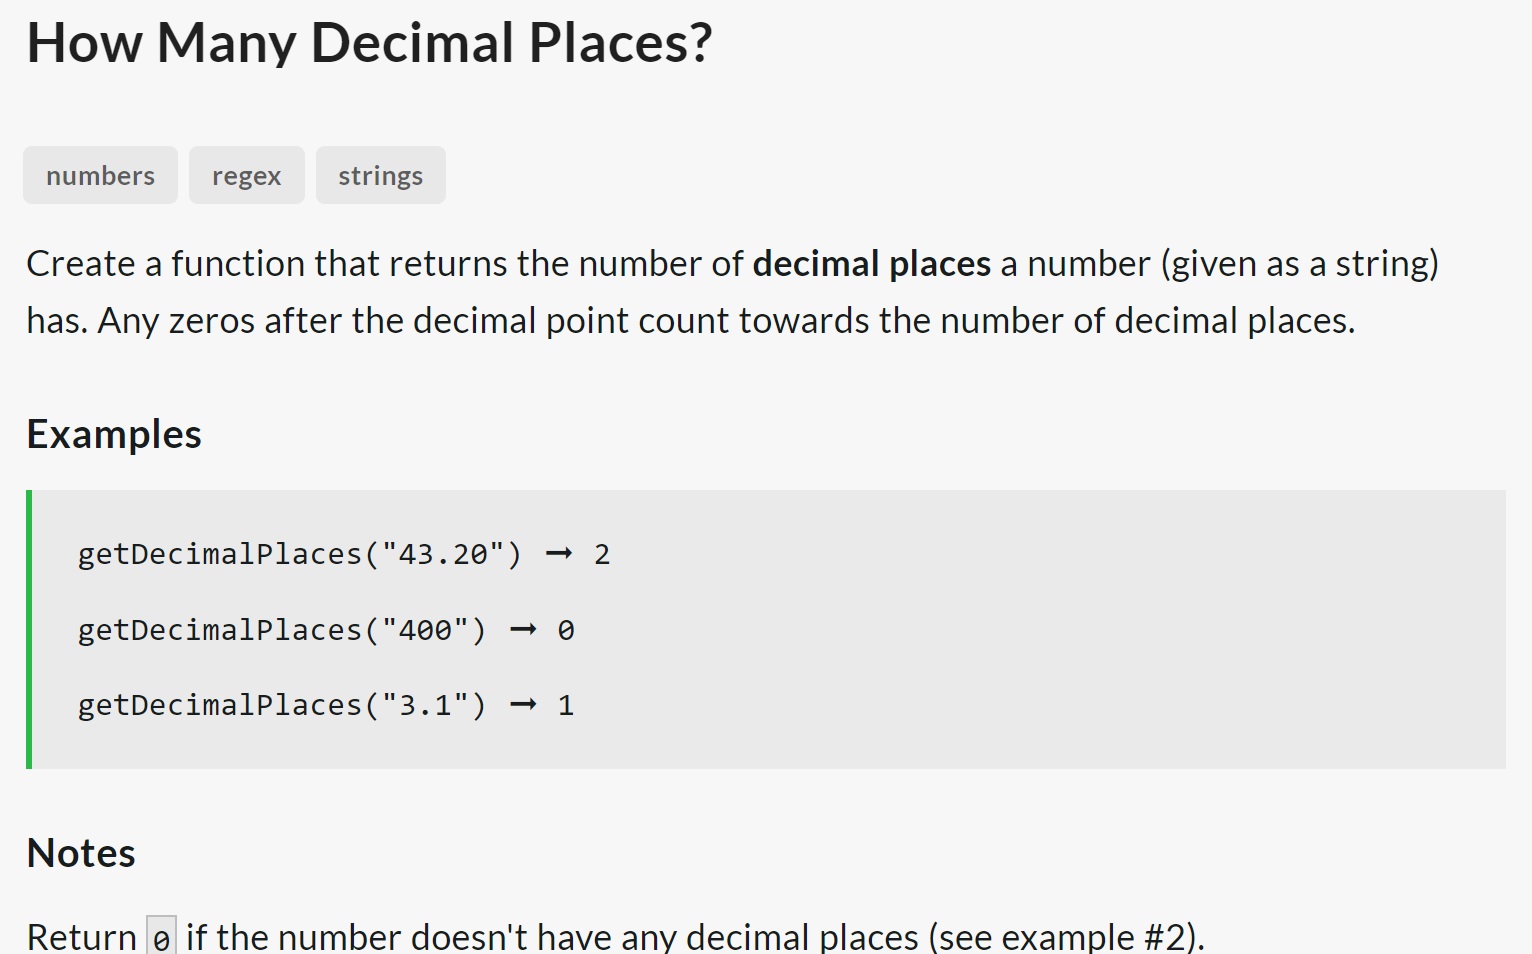 How Many Decimal Places?
numbers regex strings
Create a function that returns the number of decimal places a number (given as a string)
has. Any zeros after the decimal point count towards the number of decimal places.
Examples
getDecimalPlaces("43.20") ➞ 2
getDecimalPlaces("400") ➞ 0
getDecimalPlaces("3.1") ➞ 1
Notes
Return 0 if the number doesn't have any decimal places (see example #2).